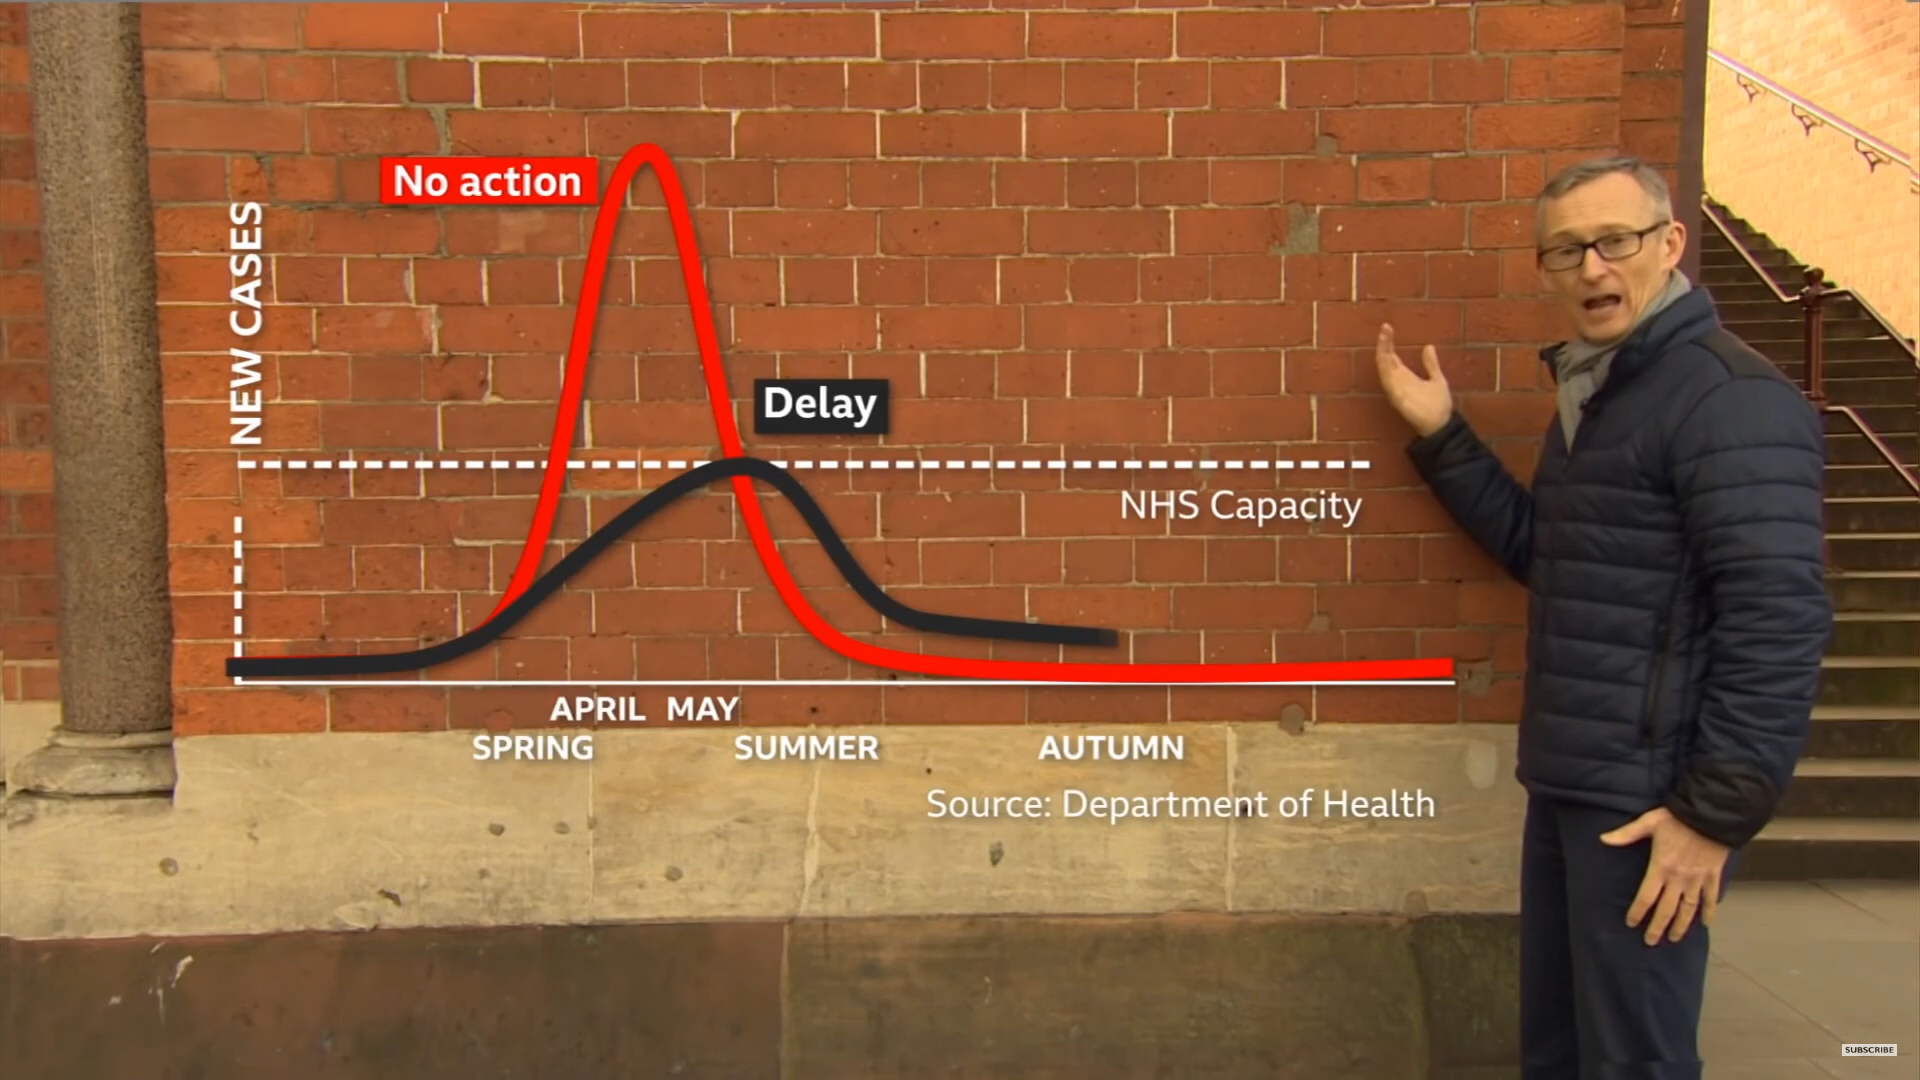 No action
NEW CASES
Delay
NHS Capacity
APRIL MAY
SPRING SUMMER AUTUMN
Source: Department of Health
SUBSCRIBE